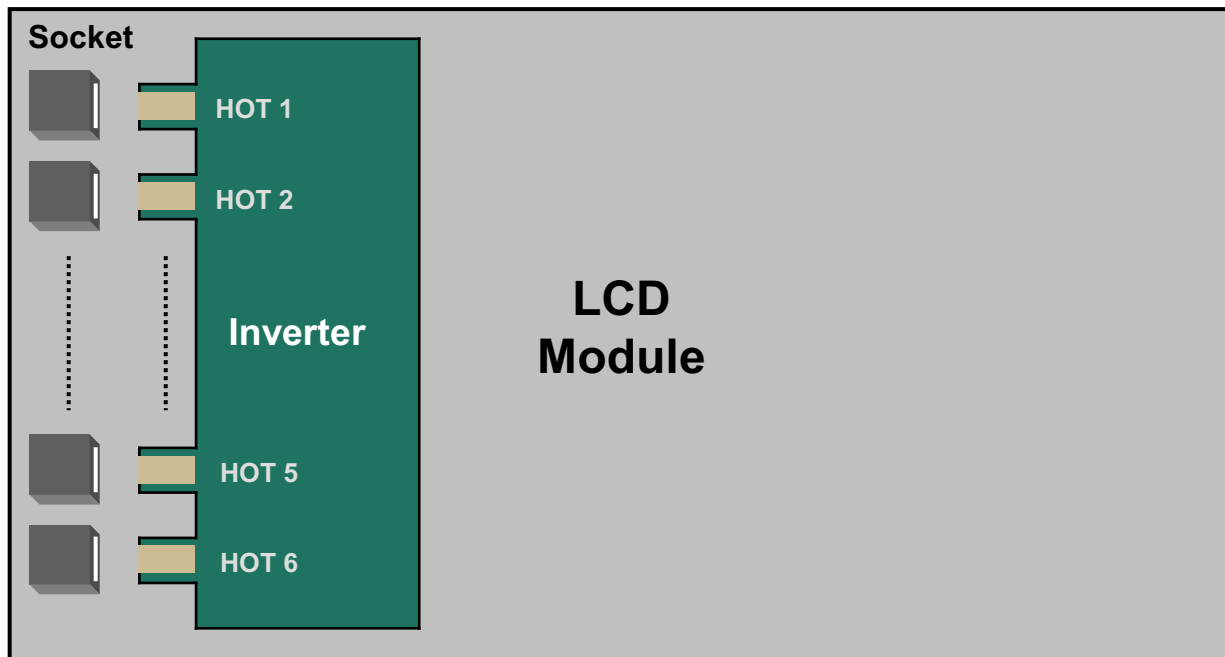 Socket
HOT 1
HOT 2
Inverter
LCD
Module
HOT 5
HOT 6